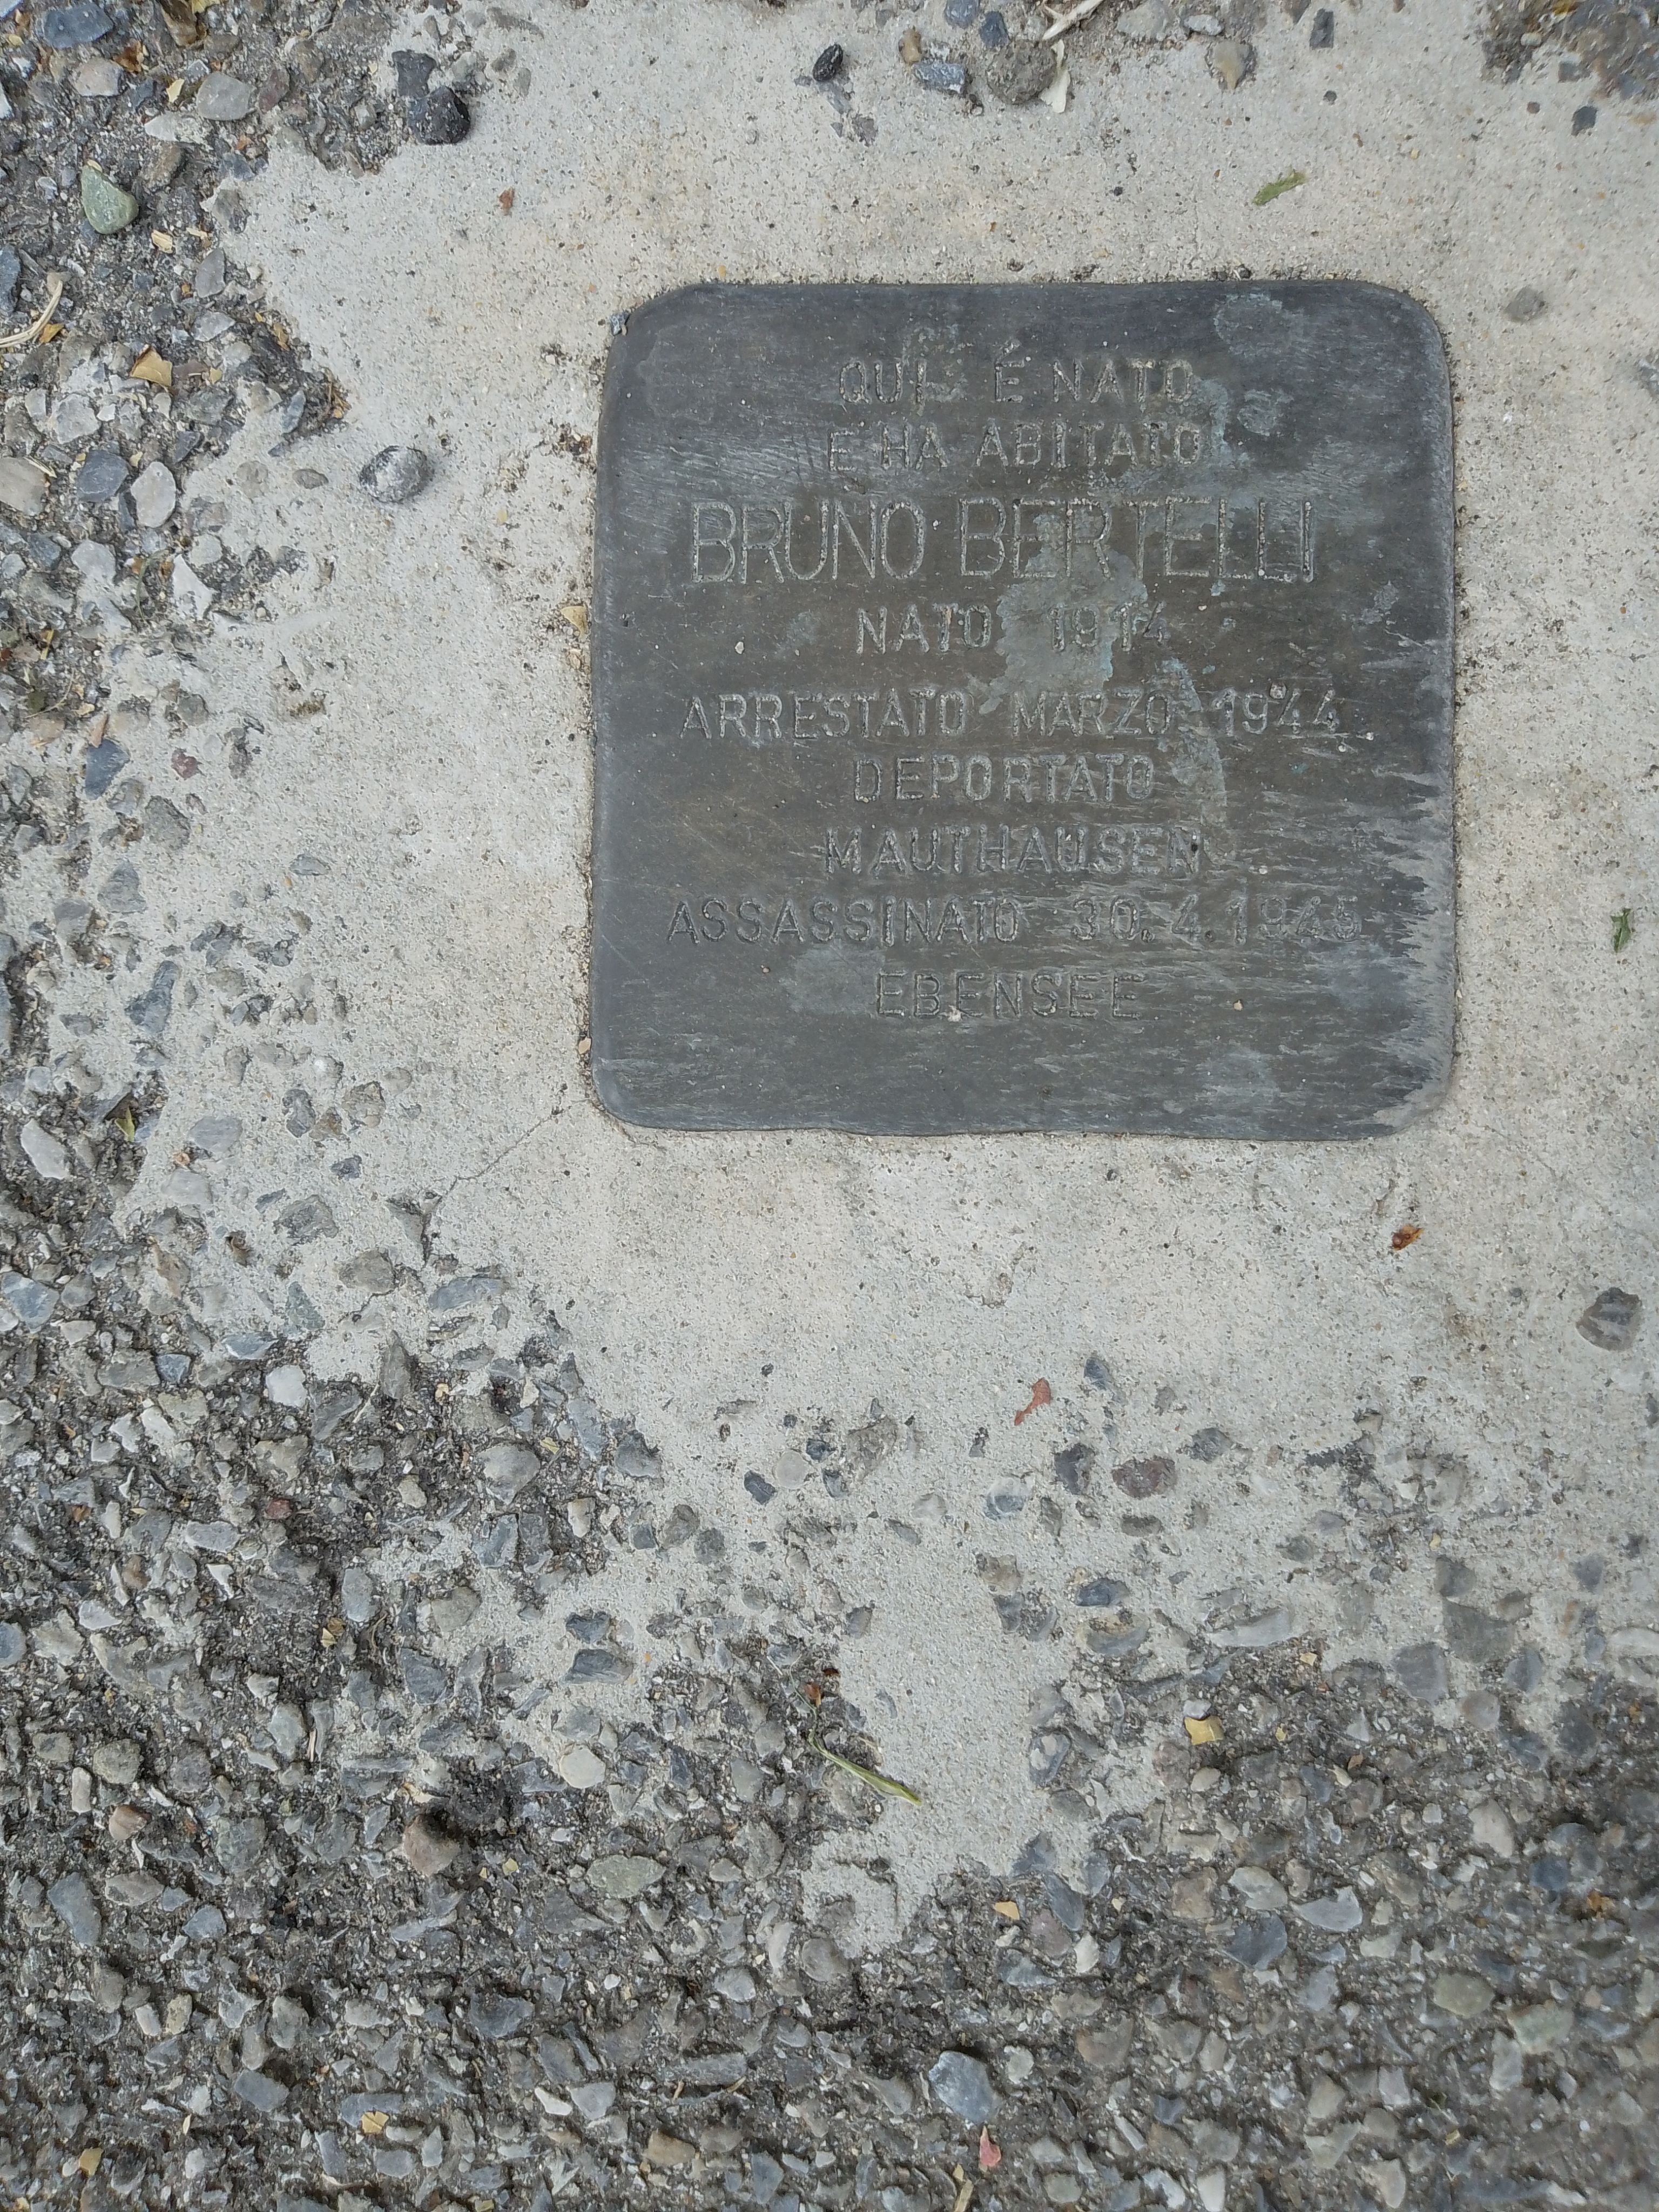 QUI É NATO
E HA ABITATO
BRUNO BERTELLI
NATO 1914
ARRESTATO MARZO 1944
DEPORTATO
MAUTHAUSEN
ASSASSINATO 30.4.1945
EBENSEE